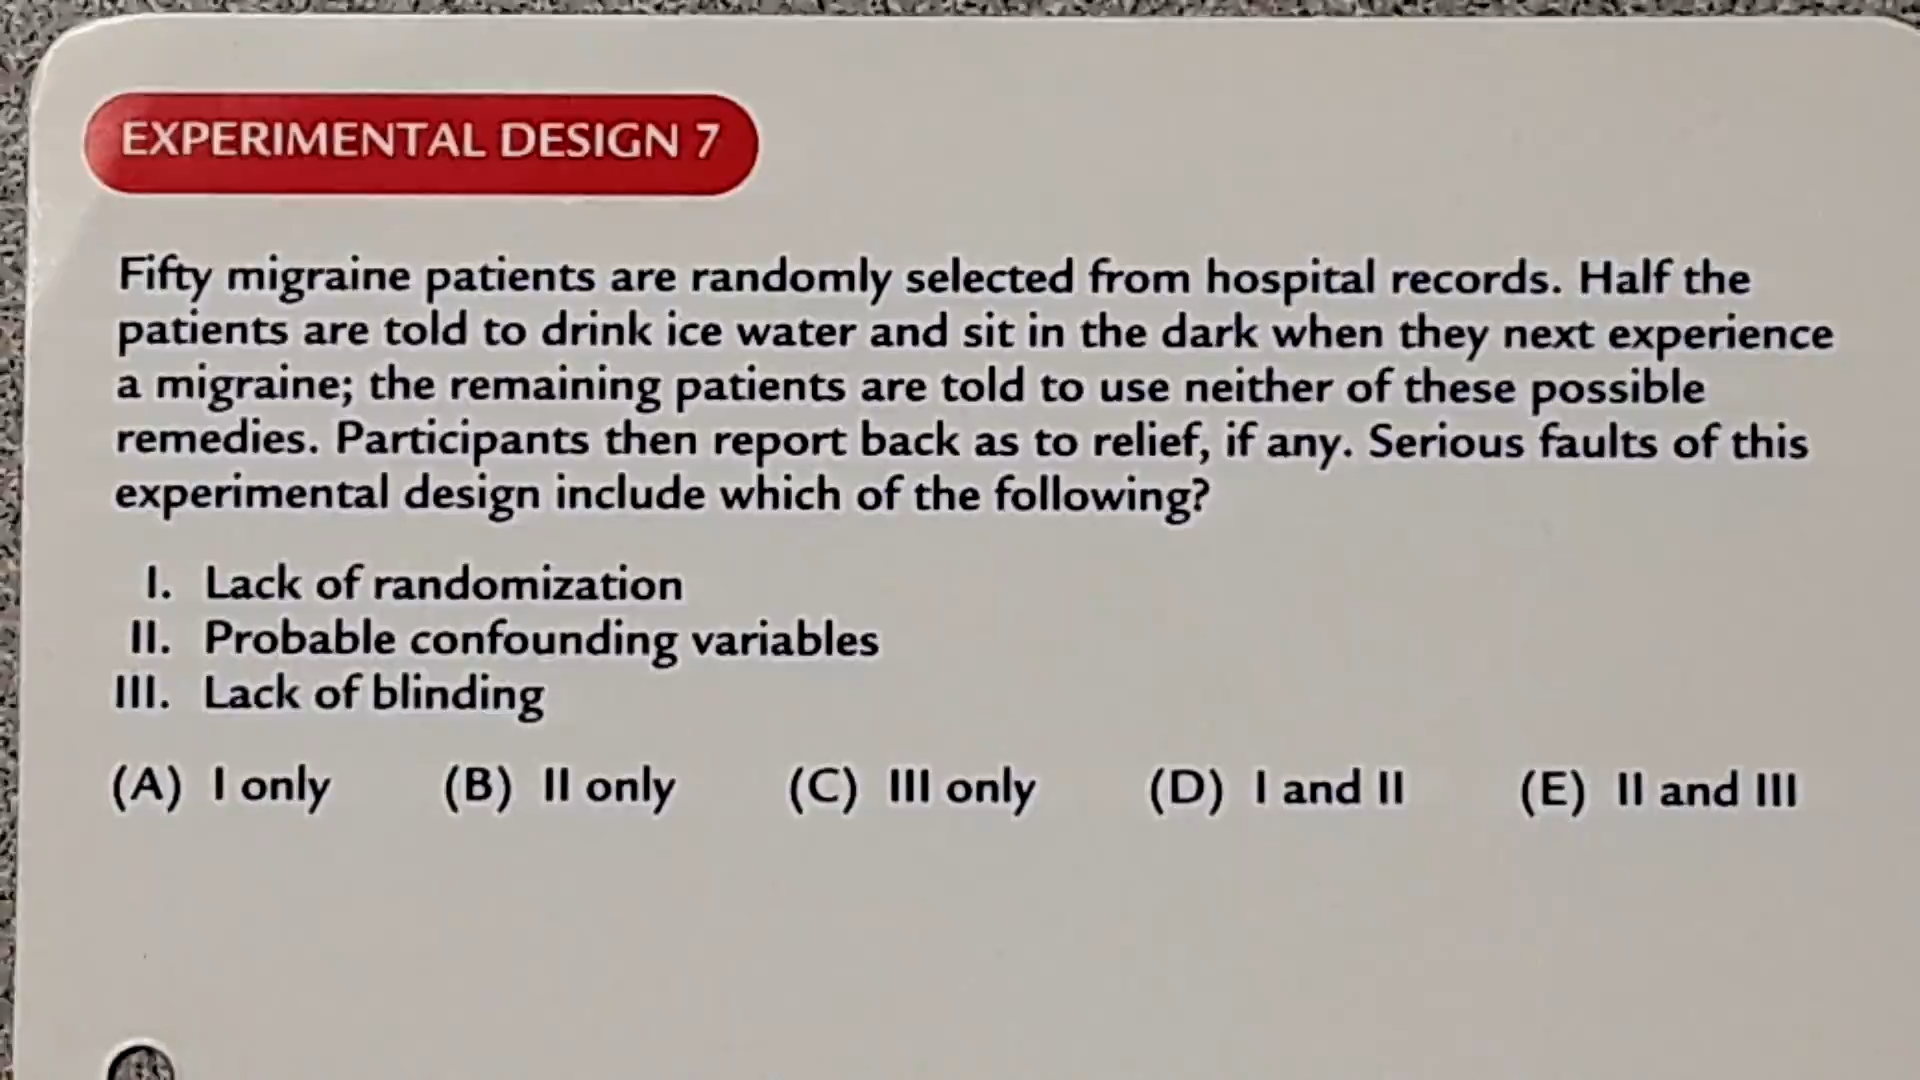 EXPERIMENTAL DESIGN 7
Fifty migraine patients are randomly selected from hospital records. Half the
patients are told to drink ice water and sit in the dark when they next experience
a migraine; the remaining patients are told to use neither of these possible
remedies. Participants then report back as to relief, if any. Serious faults of this
experimental design include which of the following?
I. Lack of randomization
II. Probable confounding variables
III. Lack of blinding
(A) I only (B) II only (C) III only (D) I and II (E) II and III